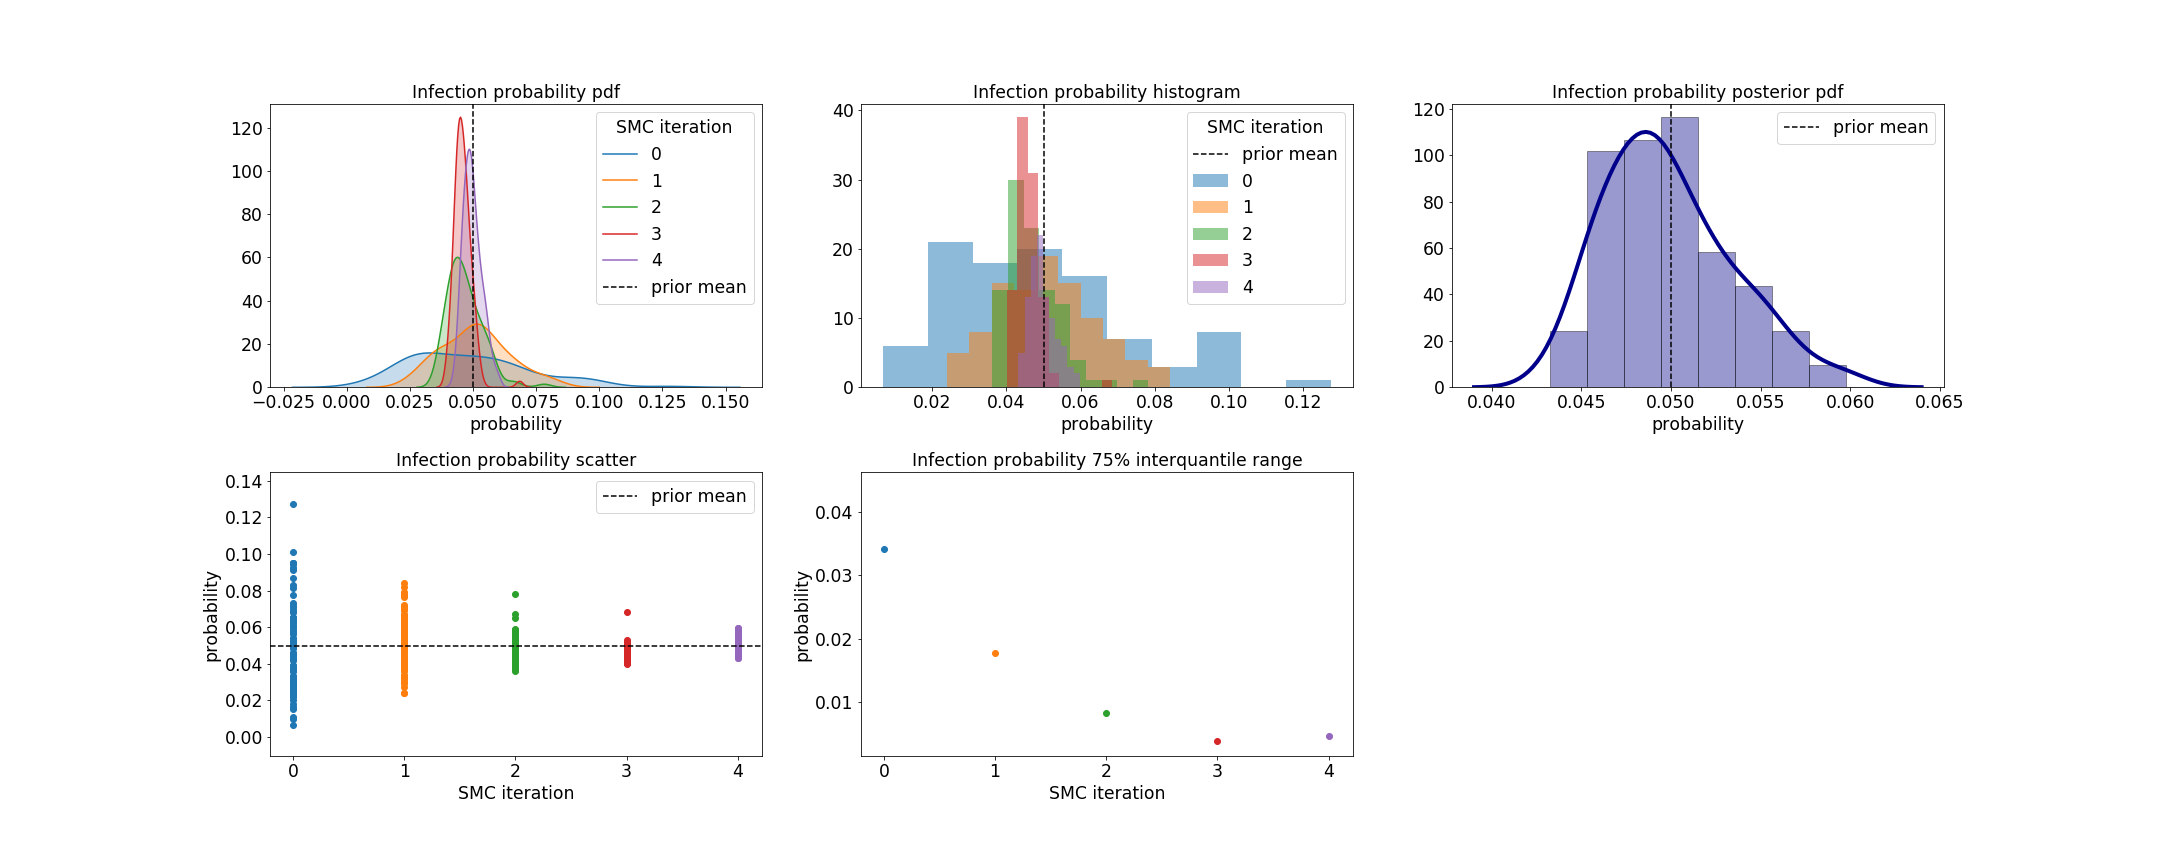 Infection probability pdf
120
100
80
60
40
20
0
−0.025 0.000 0.025 0.050 0.075 0.100 0.125 0.150
probability
SMC iteration
0
1
2
3
4
prior mean
Infection probability histogram
40
30
20
10
0
0.02 0.04 0.06 0.08 0.10 0.12
probability
SMC iteration
prior mean
0
1
2
3
4
Infection probability posterior pdf
120
100
80
60
40
20
0
0.040 0.045 0.050 0.055 0.060 0.065
probability
prior mean
Infection probability scatter
0.14
0.12
0.10
0.08
0.06
0.04
0.02
0.00
probability
0 1 2 3 4
SMC iteration
prior mean
Infection probability 75% interquantile range
0.04
0.03
0.02
0.01
probability
0 1 2 3 4
SMC iteration